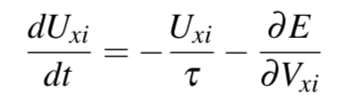 dU_{xi}/dt = − U_{xi}/τ − ∂E/∂V_{xi}